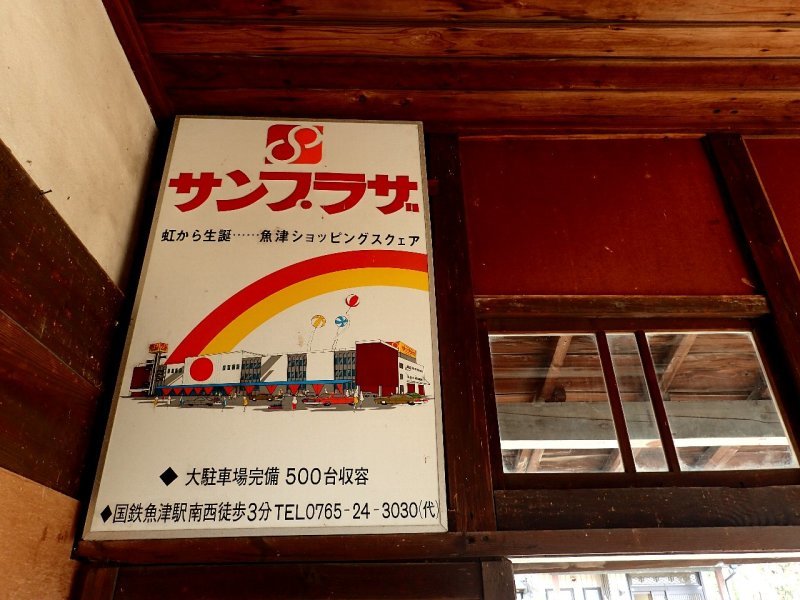 サンプラザ
虹から生誕……魚津ショッピングスクェア
◆ 大駐車場完備 500台収容
◆国鉄魚津駅南西徒歩3分 TEL0765-24-3030(代)